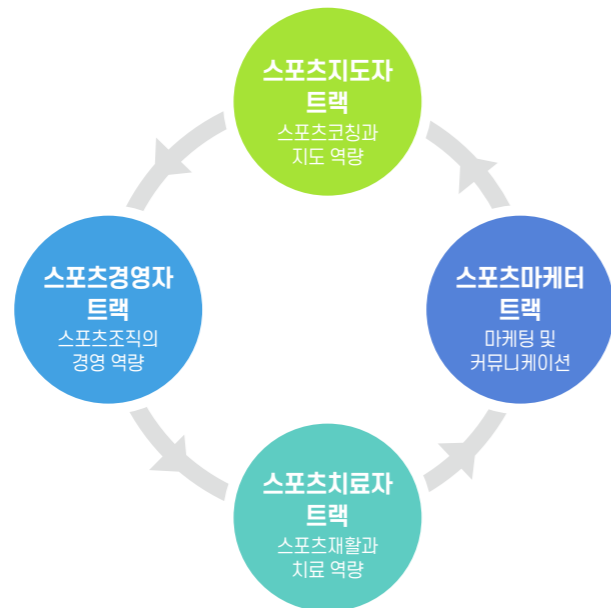 스포츠지도자
트랙
스포츠코칭과
지도 역량
스포츠경영자
트랙
스포츠조직의
경영 역량
스포츠마케터
트랙
마케팅 및
커뮤니케이션
스포츠치료자
트랙
스포츠재활과
치료 역량